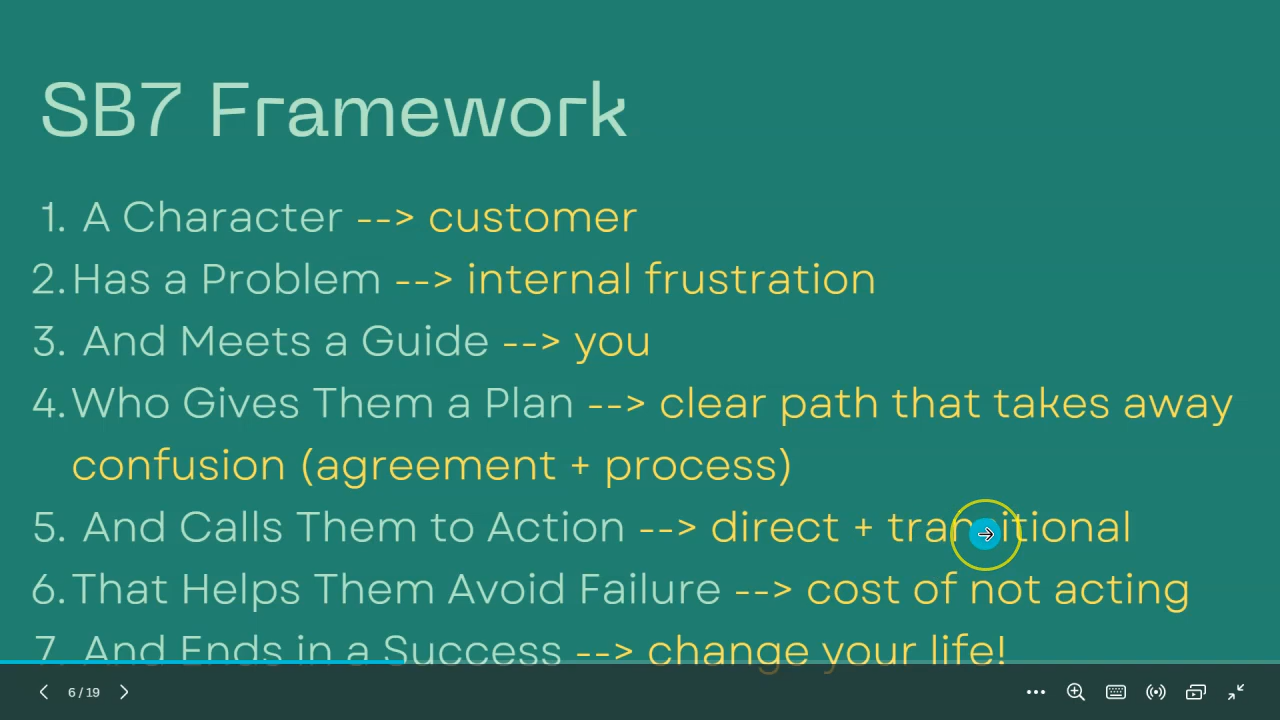 SB7 Framework
1. A Character --> customer
2. Has a Problem --> internal frustration
3. And Meets a Guide --> you
4. Who Gives Them a Plan --> clear path that takes away
confusion (agreement + process)
5. And Calls Them to Action --> direct + transitional
6. That Helps Them Avoid Failure --> cost of not acting
7. And Ends in a Success --> change your life!
6 / 19